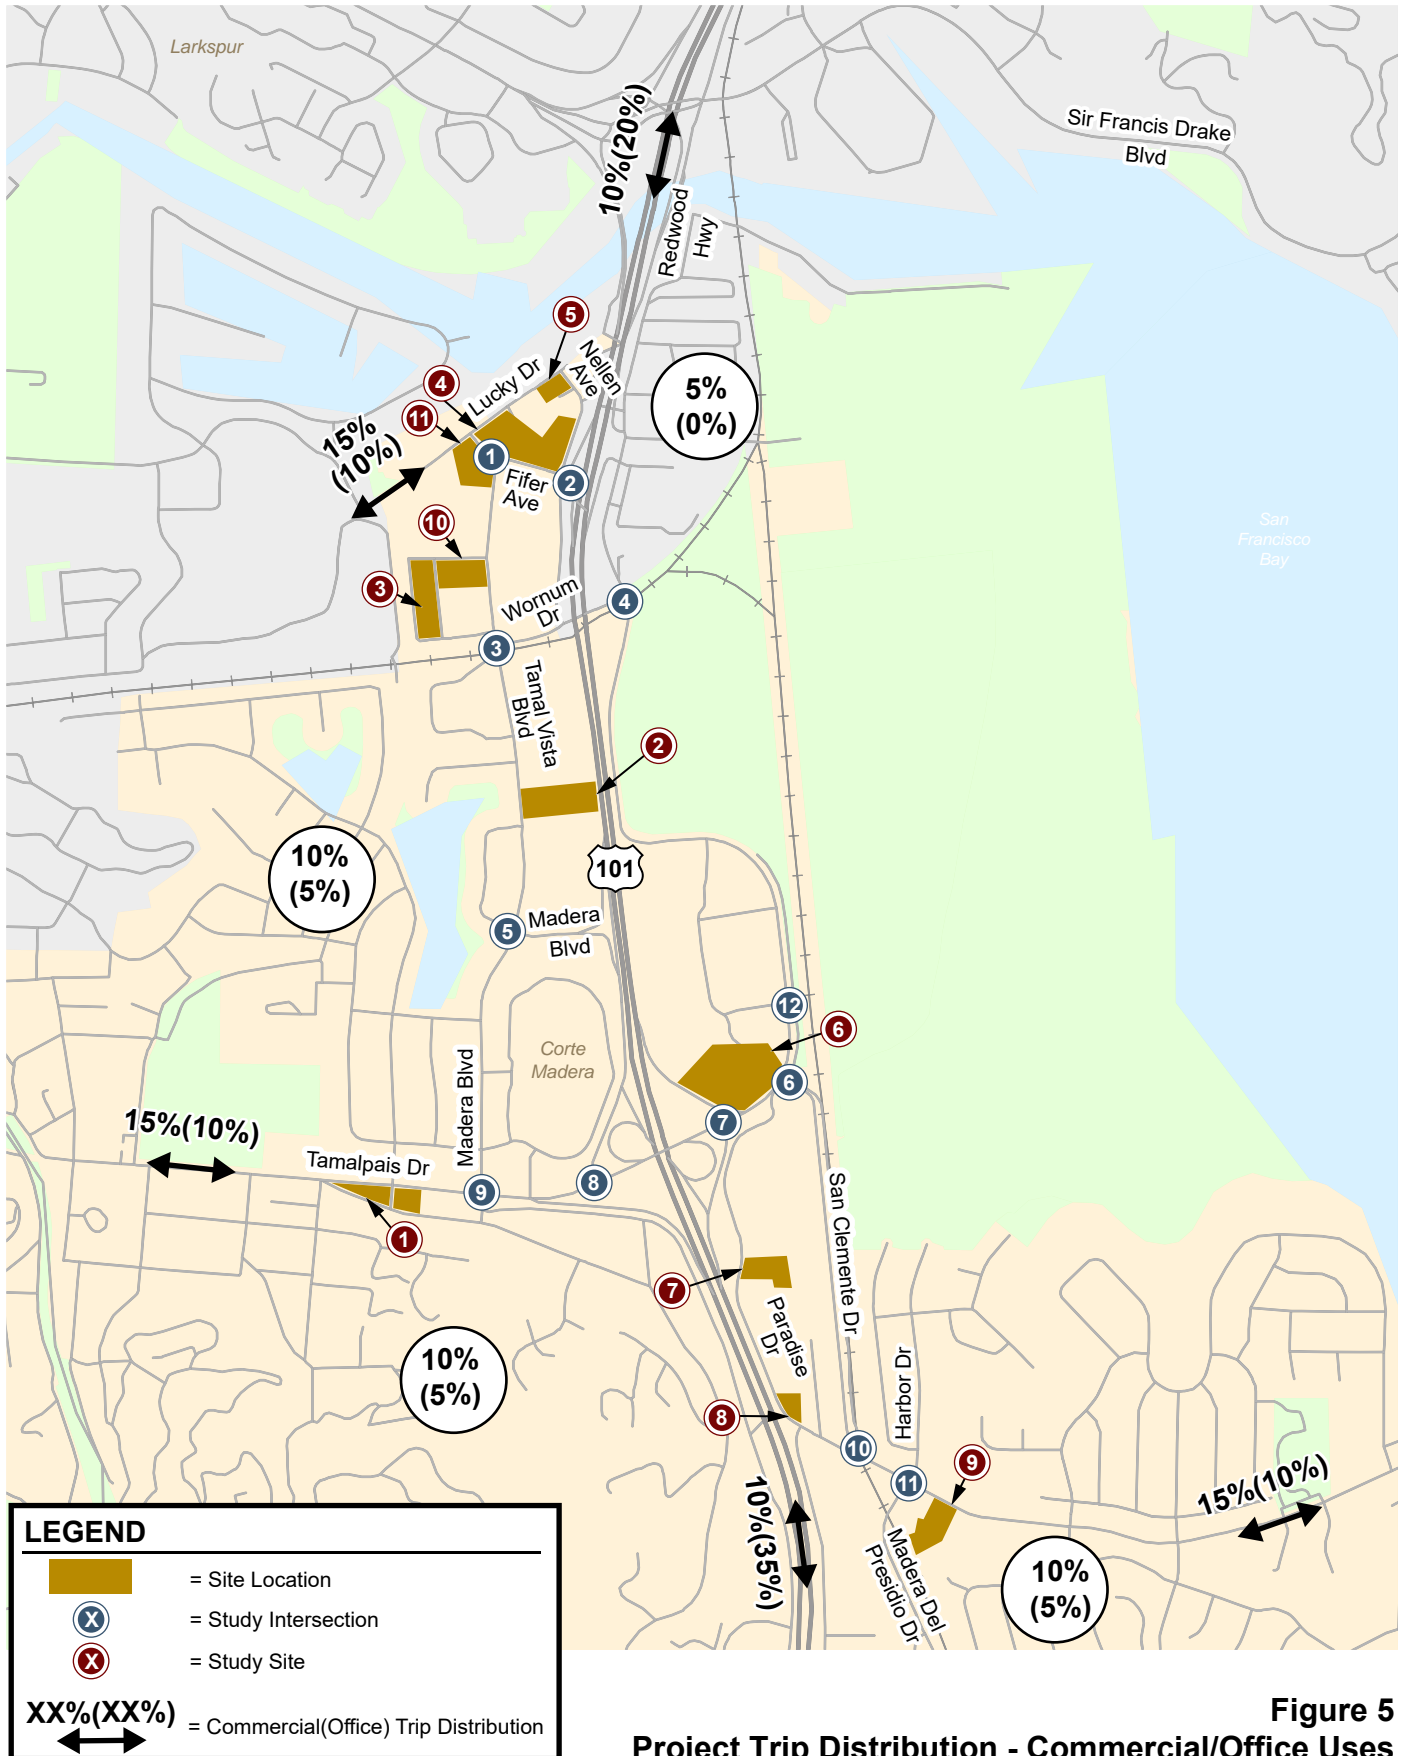 Larkspur
10%(20%)
Sir Francis Drake
Blvd
Redwood
Hwy
5
Nellen
Ave
4
Lucky Dr
11
5%
(0%)
15%
(10%)
1
Fifer
Ave
2
10
San
Francisco
Bay
3
Wornum
Dr
4
3
Tamal Vista
Blvd
2
10%
(5%)
101
5
Madera
Blvd
12
6
Corte
Madera
Madera Blvd
6
7
15%(10%)
Tamalpais Dr
8
9
1
San Clemente Dr
7
Paradise
Dr
10%
(5%)
Harbor Dr
8
10
9
11
15%(10%)
10%(35%)
Madera Del
Presidio Dr
10%
(5%)
LEGEND
= Site Location
X
= Study Intersection
X
= Study Site
XX%(XX%)
= Commercial(Office) Trip Distribution
Figure 5
Project Trip Distribution - Commercial/Office Uses